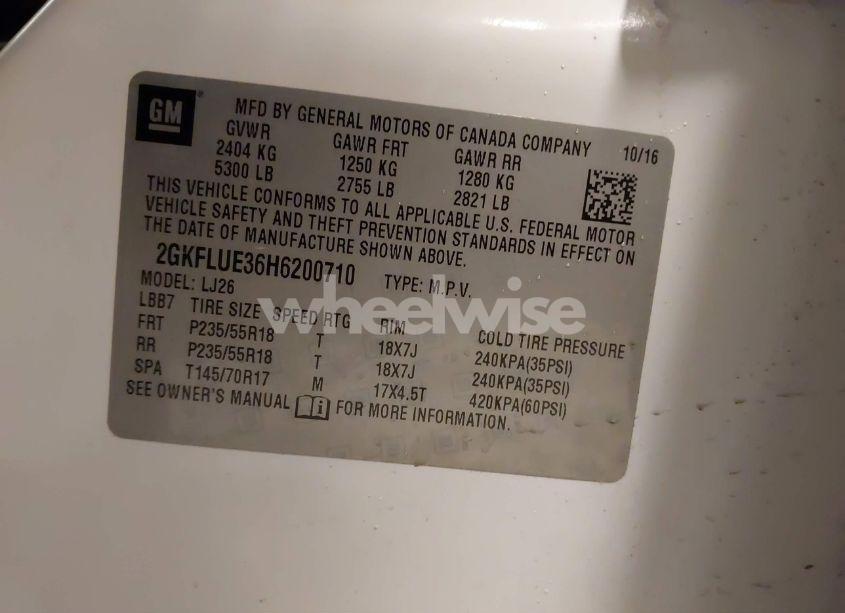 GM
MFD BY GENERAL MOTORS OF CANADA COMPANY 10/16
GVWR GAWR FRT GAWR RR
2404 KG 1250 KG 1280 KG
5300 LB 2755 LB 2821 LB
THIS VEHICLE CONFORMS TO ALL APPLICABLE U.S. FEDERAL MOTOR
VEHICLE SAFETY AND THEFT PREVENTION STANDARDS IN EFFECT ON
THE DATE OF MANUFACTURE SHOWN ABOVE.
2GKFLUE36H6200710 TYPE: M.P.V.
MODEL: LJ26
wheelwise
LBB7 TIRE SIZE SPEED RTG RIM COLD TIRE PRESSURE
FRT P235/55R18 T 18X7J 240KPA(35PSI)
RR P235/55R18 T 18X7J 240KPA(35PSI)
SPA T145/70R17 M 17X4.5T 420KPA(60PSI)
SEE OWNER'S MANUAL FOR MORE INFORMATION.